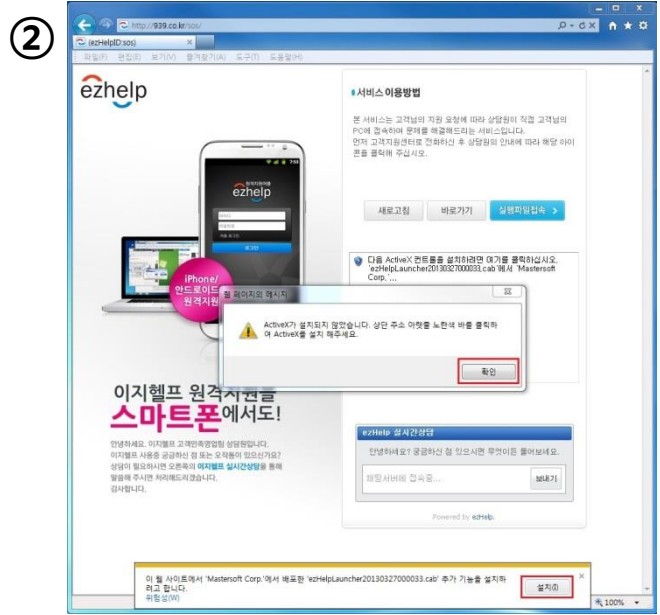 ②
http://939.co.kr/sos/
(ezHelpID:sos)
파일(F) 편집(E) 보기(V) 즐겨찾기(A) 도구(T) 도움말(H)
ezhelp
서비스 이용방법
본 서비스는 고객님의 지원 요청에 따라 상담원이 직접 고객님의
PC에 접속하여 문제를 해결해드리는 서비스입니다.
먼저 고객지원센터로 전화하신 후 상담원의 안내에 따라 해당 아이
콘을 클릭해 주십시오.
ezhelp
로그인
새로고침 바로가기 실행파일접속
다음 ActiveX 컨트롤을 설치하려면 여기를 클릭하십시오.
'ezHelpLauncher20130327000033.cab'에서 'Mastersoft
Corp.'...
iPhone/
안드로이드
원격지원
웹 페이지의 메시지
ActiveX가 설치되지 않았습니다. 상단 주소 아랫줄 노란색 바를 클릭하
여 ActiveX를 설치 해주세요.
확인
이지헬프 원격지원을
스마트폰에서도!
안녕하세요. 이지헬프 고객만족영업팀 상담원입니다.
이지헬프 사용중 궁금하신 점 또는 오작동이 있으신가요?
상담이 필요하시면 오른쪽의 이지헬프 실시간상담을 통해
말씀해 주시면 처리해드리겠습니다.
감사합니다.
ezHelp 실시간상담
안녕하세요? 궁금하신 점 있으시면 무엇이든 물어보세요.
채팅서버에 접속중...
보내기
Powered by ezHelp.
이 웹 사이트에서 'Mastersoft Corp.'에서 배포한 'ezHelpLauncher20130327000033.cab' 추가 기능을 설치하
려고 합니다.
위험성(W)
설치(I)
100%